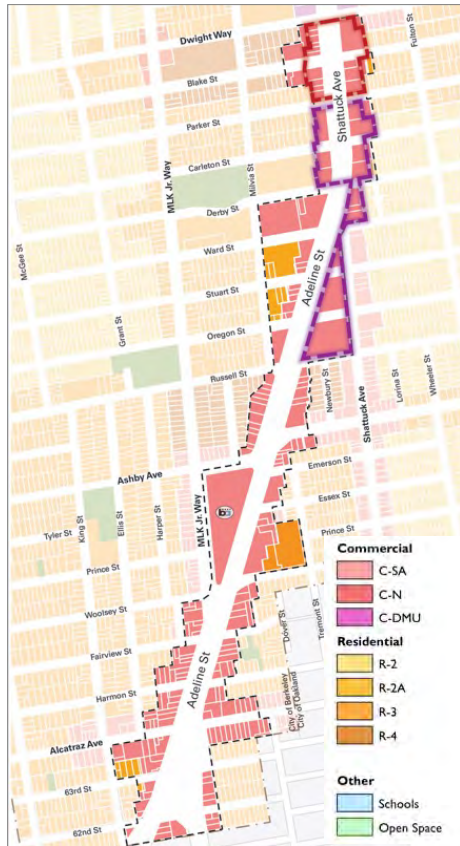 Dwight Way
Fulton St
Blake St
Parker St
Shattuck Ave
Carleton St
MLK Jr. Way
Milvia St
Derby St
McGee St
Ward St
Adeline St
Stuart St
Grant St
Oregon St
Russell St
Newbury St
Shattuck Ave
Lorina St
Wheeler St
Ashby Ave
Emerson St
MLK Jr. Way
Essex St
Tyler St
King St
Ellis St
Harper St
Prince St
Prince St
Woolsey St
Dover St
Tremont St
Fairview St
Adeline St
Harmon St
City of Berkeley
City of Oakland
Alcatraz Ave
63rd St
62nd St
Commercial
C-SA
C-N
C-DMU
Residential
R-2
R-2A
R-3
R-4
Other
Schools
Open Space